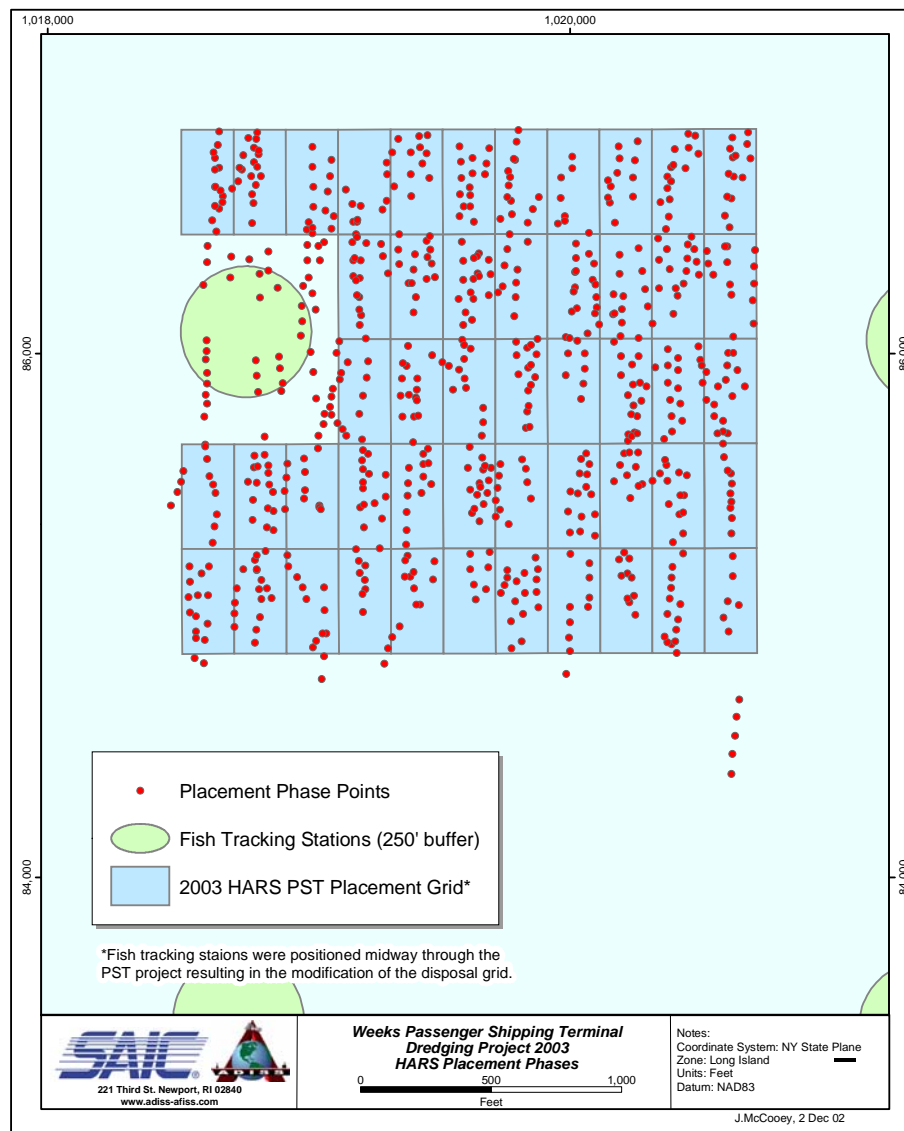 1,018,000
1,020,000
86,000
86,000
Placement Phase Points
Fish Tracking Stations (250' buffer)
2003 HARS PST Placement Grid*
84,000
84,000
*Fish tracking staions were positioned midway through the
PST project resulting in the modification of the disposal grid.
SAIC
ADISS
221 Third St. Newport, RI 02840
www.adiss-afiss.com
Weeks Passenger Shipping Terminal
Dredging Project 2003
HARS Placement Phases
0 500 1,000
Feet
Notes:
Coordinate System: NY State Plane
Zone: Long Island
Units: Feet
Datum: NAD83
J.McCooey, 2 Dec 02